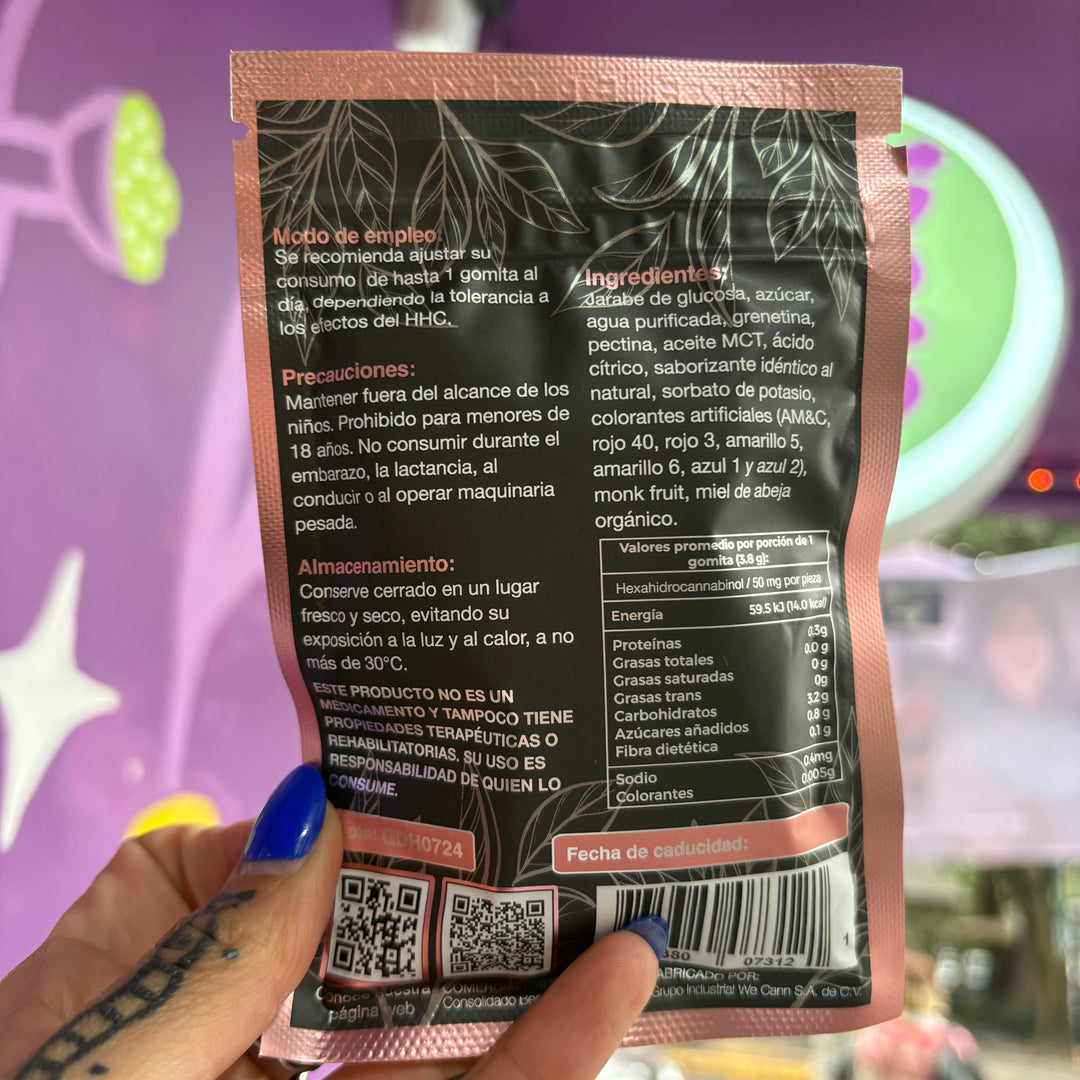 Modo de empleo:
Se recomienda ajustar su
consumo de hasta 1 gomita al
día, dependiendo la tolerancia a
los efectos del HHC.
Precauciones:
Mantener fuera del alcance de los
niños. Prohibido para menores de
18 años. No consumir durante el
embarazo, la lactancia, al
conducir o al operar maquinaria
pesada.
Almacenamiento:
Conserve cerrado en un lugar
fresco y seco, evitando su
exposición a la luz y al calor, a no
más de 30°C.
ESTE PRODUCTO NO ES UN
MEDICAMENTO Y TAMPOCO TIENE
PROPIEDADES TERAPÉUTICAS O
REHABILITATORIAS. SU USO ES
RESPONSABILIDAD DE QUIEN LO
CONSUME.
Ingredientes:
Jarabe de glucosa, azúcar,
agua purificada, grenetina,
pectina, aceite MCT, ácido
cítrico, saborizante idéntico al
natural, sorbato de potasio,
colorantes artificiales (AM&C,
rojo 40, rojo 3, amarillo 5,
amarillo 6, azul 1 y azul 2),
monk fruit, miel de abeja
orgánico.
Valores promedio por porción de 1
gomita (3.8 g):
Hexahidrocannabinol / 50 mg por pieza
Energía 59.5 kJ (14.0 kcal)
Proteínas 0.3g
Grasas totales 0.0 g
Grasas saturadas 0 g
Grasas trans 0g
Carbohidratos 3.2 g
Azúcares añadidos 0.8 g
Fibra dietética 0.1 g
Sodio 0.4mg
Colorantes 0.005g
Lote: GDH0724
Fecha de caducidad:
380 07312 1
Conoce nuestra
página web
Consolidado
FABRICADO POR:
Grupo Industrial We Cann S.A. de C.V.